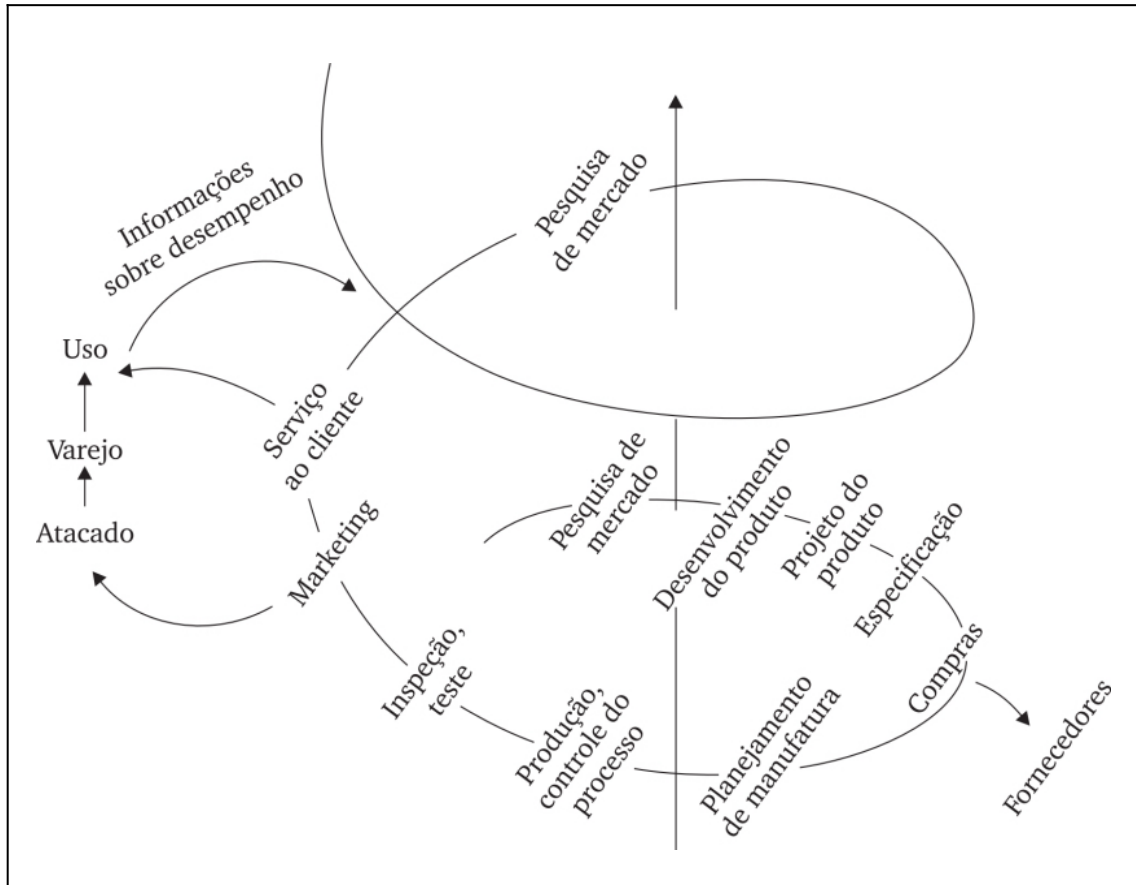 Informações
sobre desempenho
Pesquisa
de mercado
Uso
Varejo
Atacado
Serviço
ao cliente
Marketing
Pesquisa de
mercado
Desenvolvimento
do produto
Projeto do
produto
Especificação
Compras
Fornecedores
Inspeção,
teste
Produção,
controle do
processo
Planejamento
de manufatura